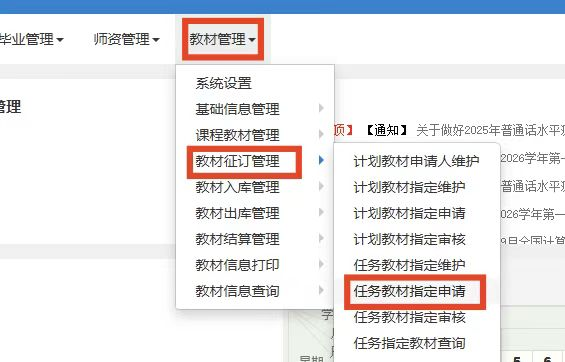 毕业管理 师资管理 教材管理
系统设置
管理 基础信息管理
课程教材管理 顶】 【通知】 关于做好2025年普通话水平
教材征订管理 计划教材申请人维护 2026学年第一
教材入库管理 计划教材指定维护 普通话水平
教材出库管理 计划教材指定申请 2026学年第一
教材结算管理 计划教材指定审核 9月全国计算
教材信息打印 任务教材指定维护
教材信息查询 任务教材指定申请
学
任务教材指定审核
任务指定教材查询
星期 5 6